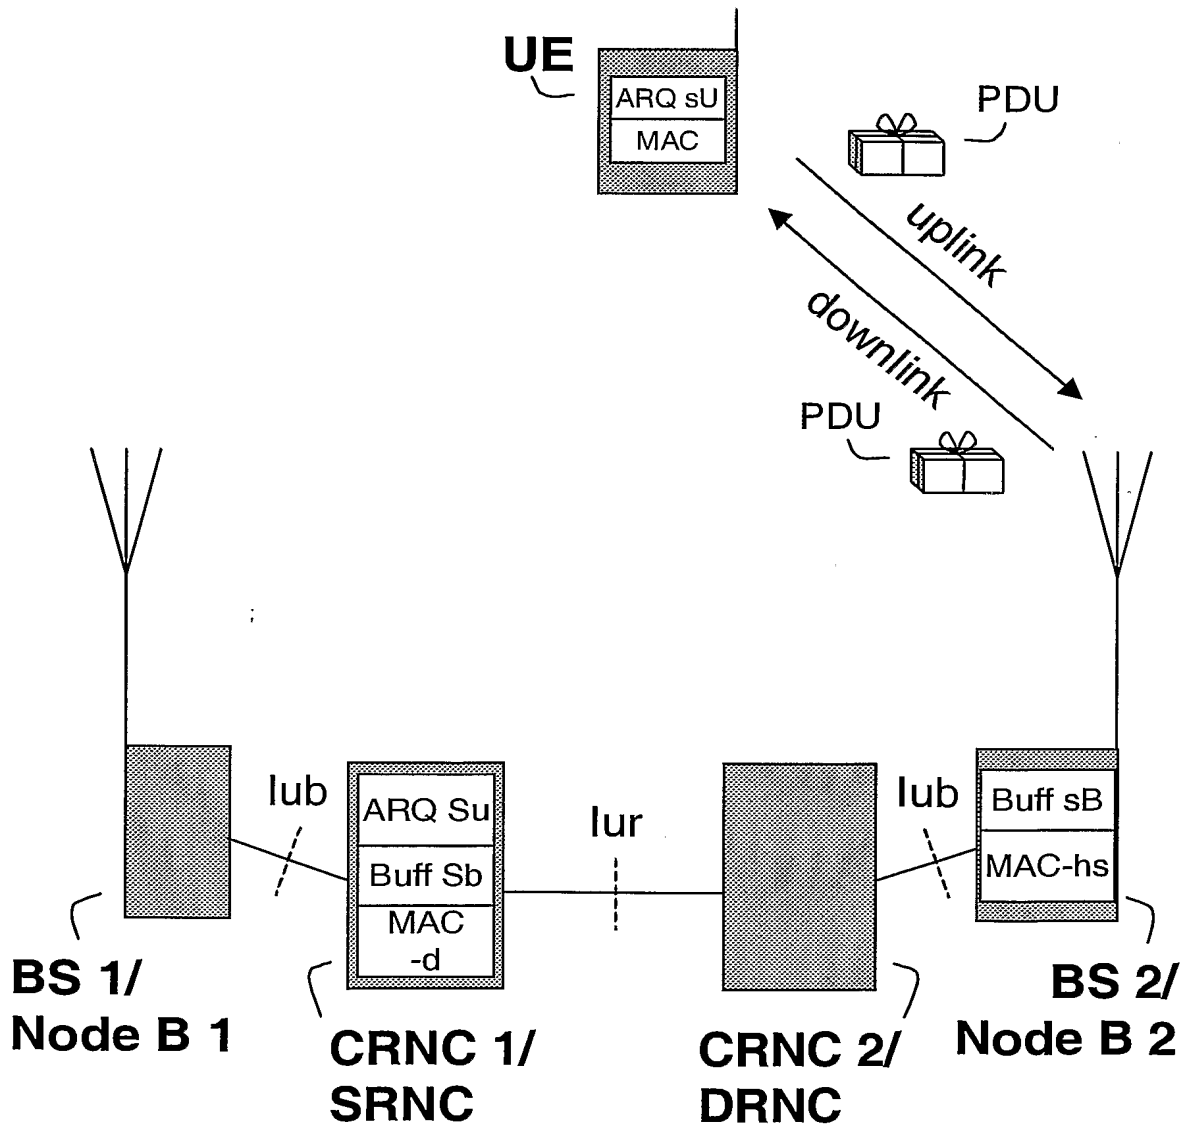 UE
ARQ sU
MAC
PDU
uplink
downlink
PDU
Iub
ARQ Su
Buff Sb
MAC
-d
Iur
Iub
Buff sB
MAC-hs
BS 1/
Node B 1
CRNC 1/
SRNC
CRNC 2/
DRNC
BS 2/
Node B 2